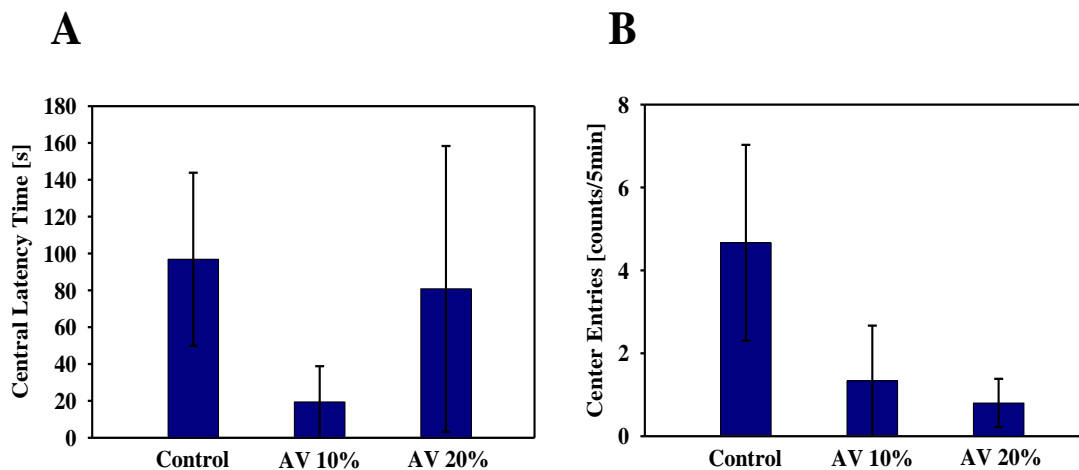 A
Central Latency Time [s]
180
160
140
120
100
80
60
40
20
0
Control AV 10% AV 20%
B
Center Entries [counts/5min]
8
6
4
2
0
Control AV 10% AV 20%